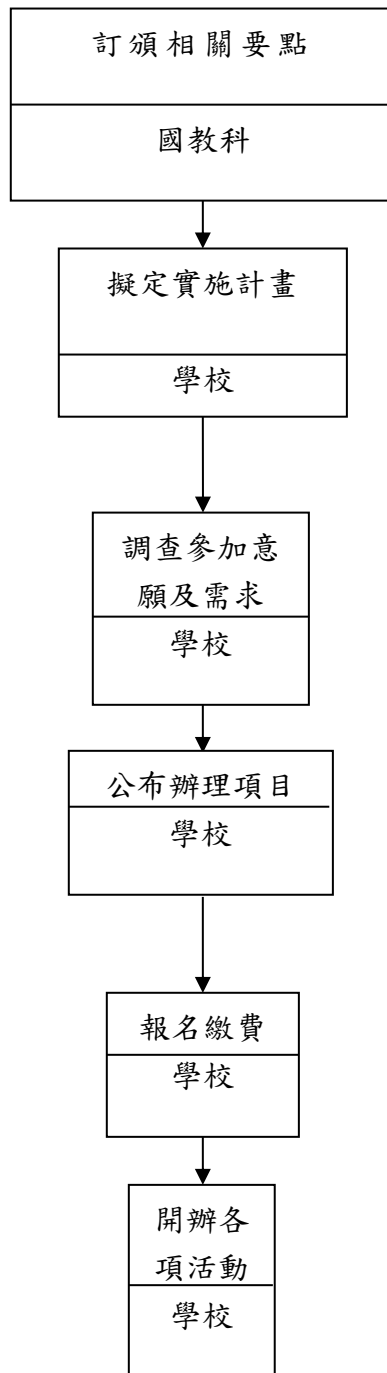 訂頒相關要點
國教科
擬定實施計畫
學校
調查參加意
願及需求
學校
公布辦理項目
學校
報名繳費
學校
開辦各
項活動
學校